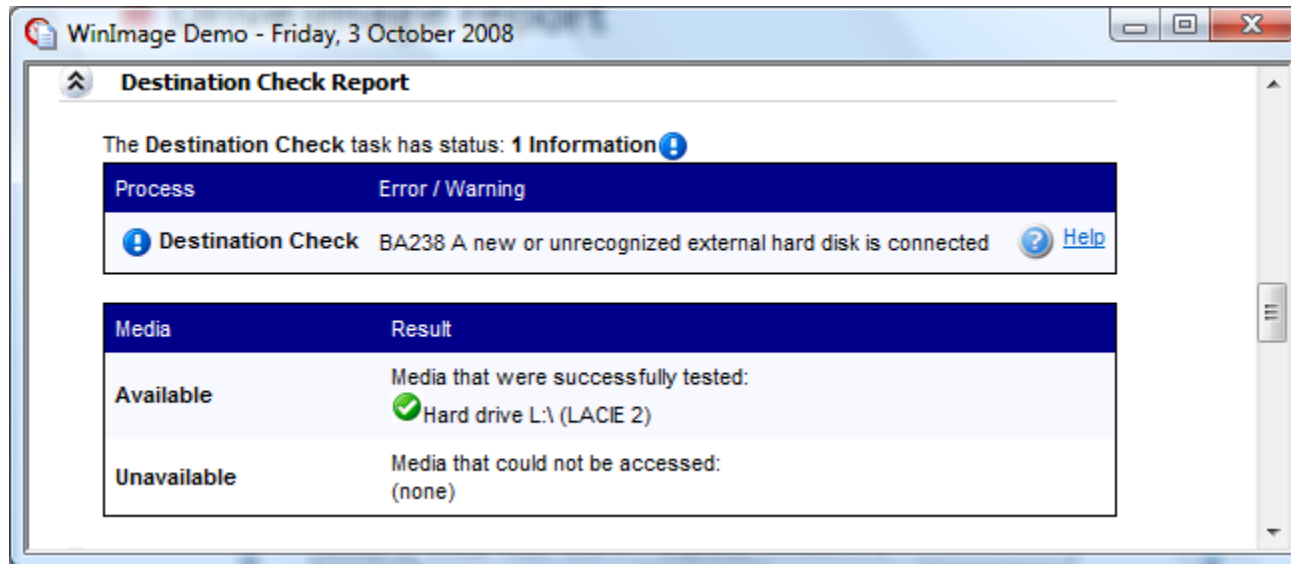 WinImage Demo - Friday, 3 October 2008
Destination Check Report
The Destination Check task has status: 1 Information
Process Error / Warning
Destination Check BA238 A new or unrecognized external hard disk is connected Help
Media Result
Available Media that were successfully tested:
Hard drive L:\ (LACIE 2)
Unavailable Media that could not be accessed:
(none)